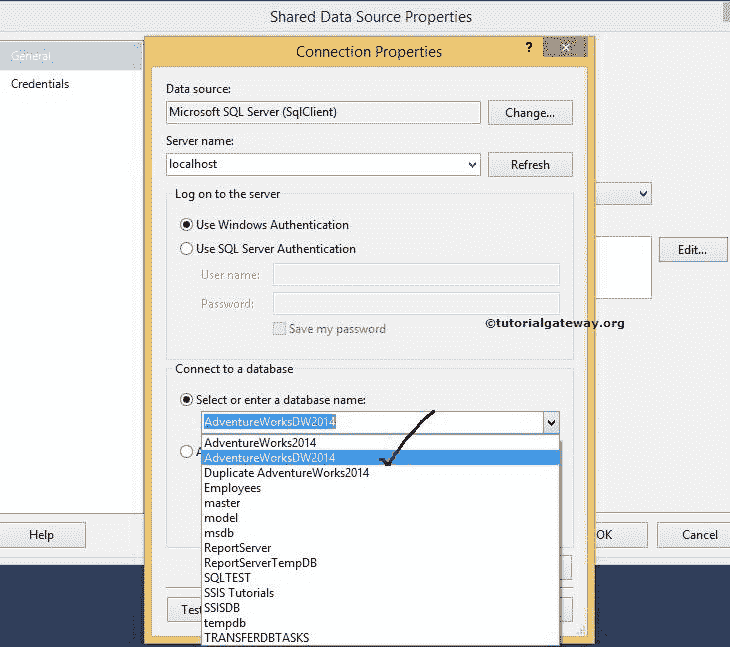 Shared Data Source Properties
General
Credentials
Connection Properties
?
Data source:
Microsoft SQL Server (SqlClient)
Change...
Server name:
localhost
Refresh
Log on to the server
Use Windows Authentication
Use SQL Server Authentication
User name:
Password:
Save my password
Edit...
©tutorialgateway.org
Connect to a database
Select or enter a database name:
AdventureWorksDW2014
AdventureWorks2014
AdventureWorksDW2014
Duplicate AdventureWorks2014
Employees
master
model
msdb
ReportServer
ReportServerTempDB
SQLTEST
SSIS Tutorials
SSISDB
tempdb
TRANSFERDBTASKS
Help
OK
Cancel
Test